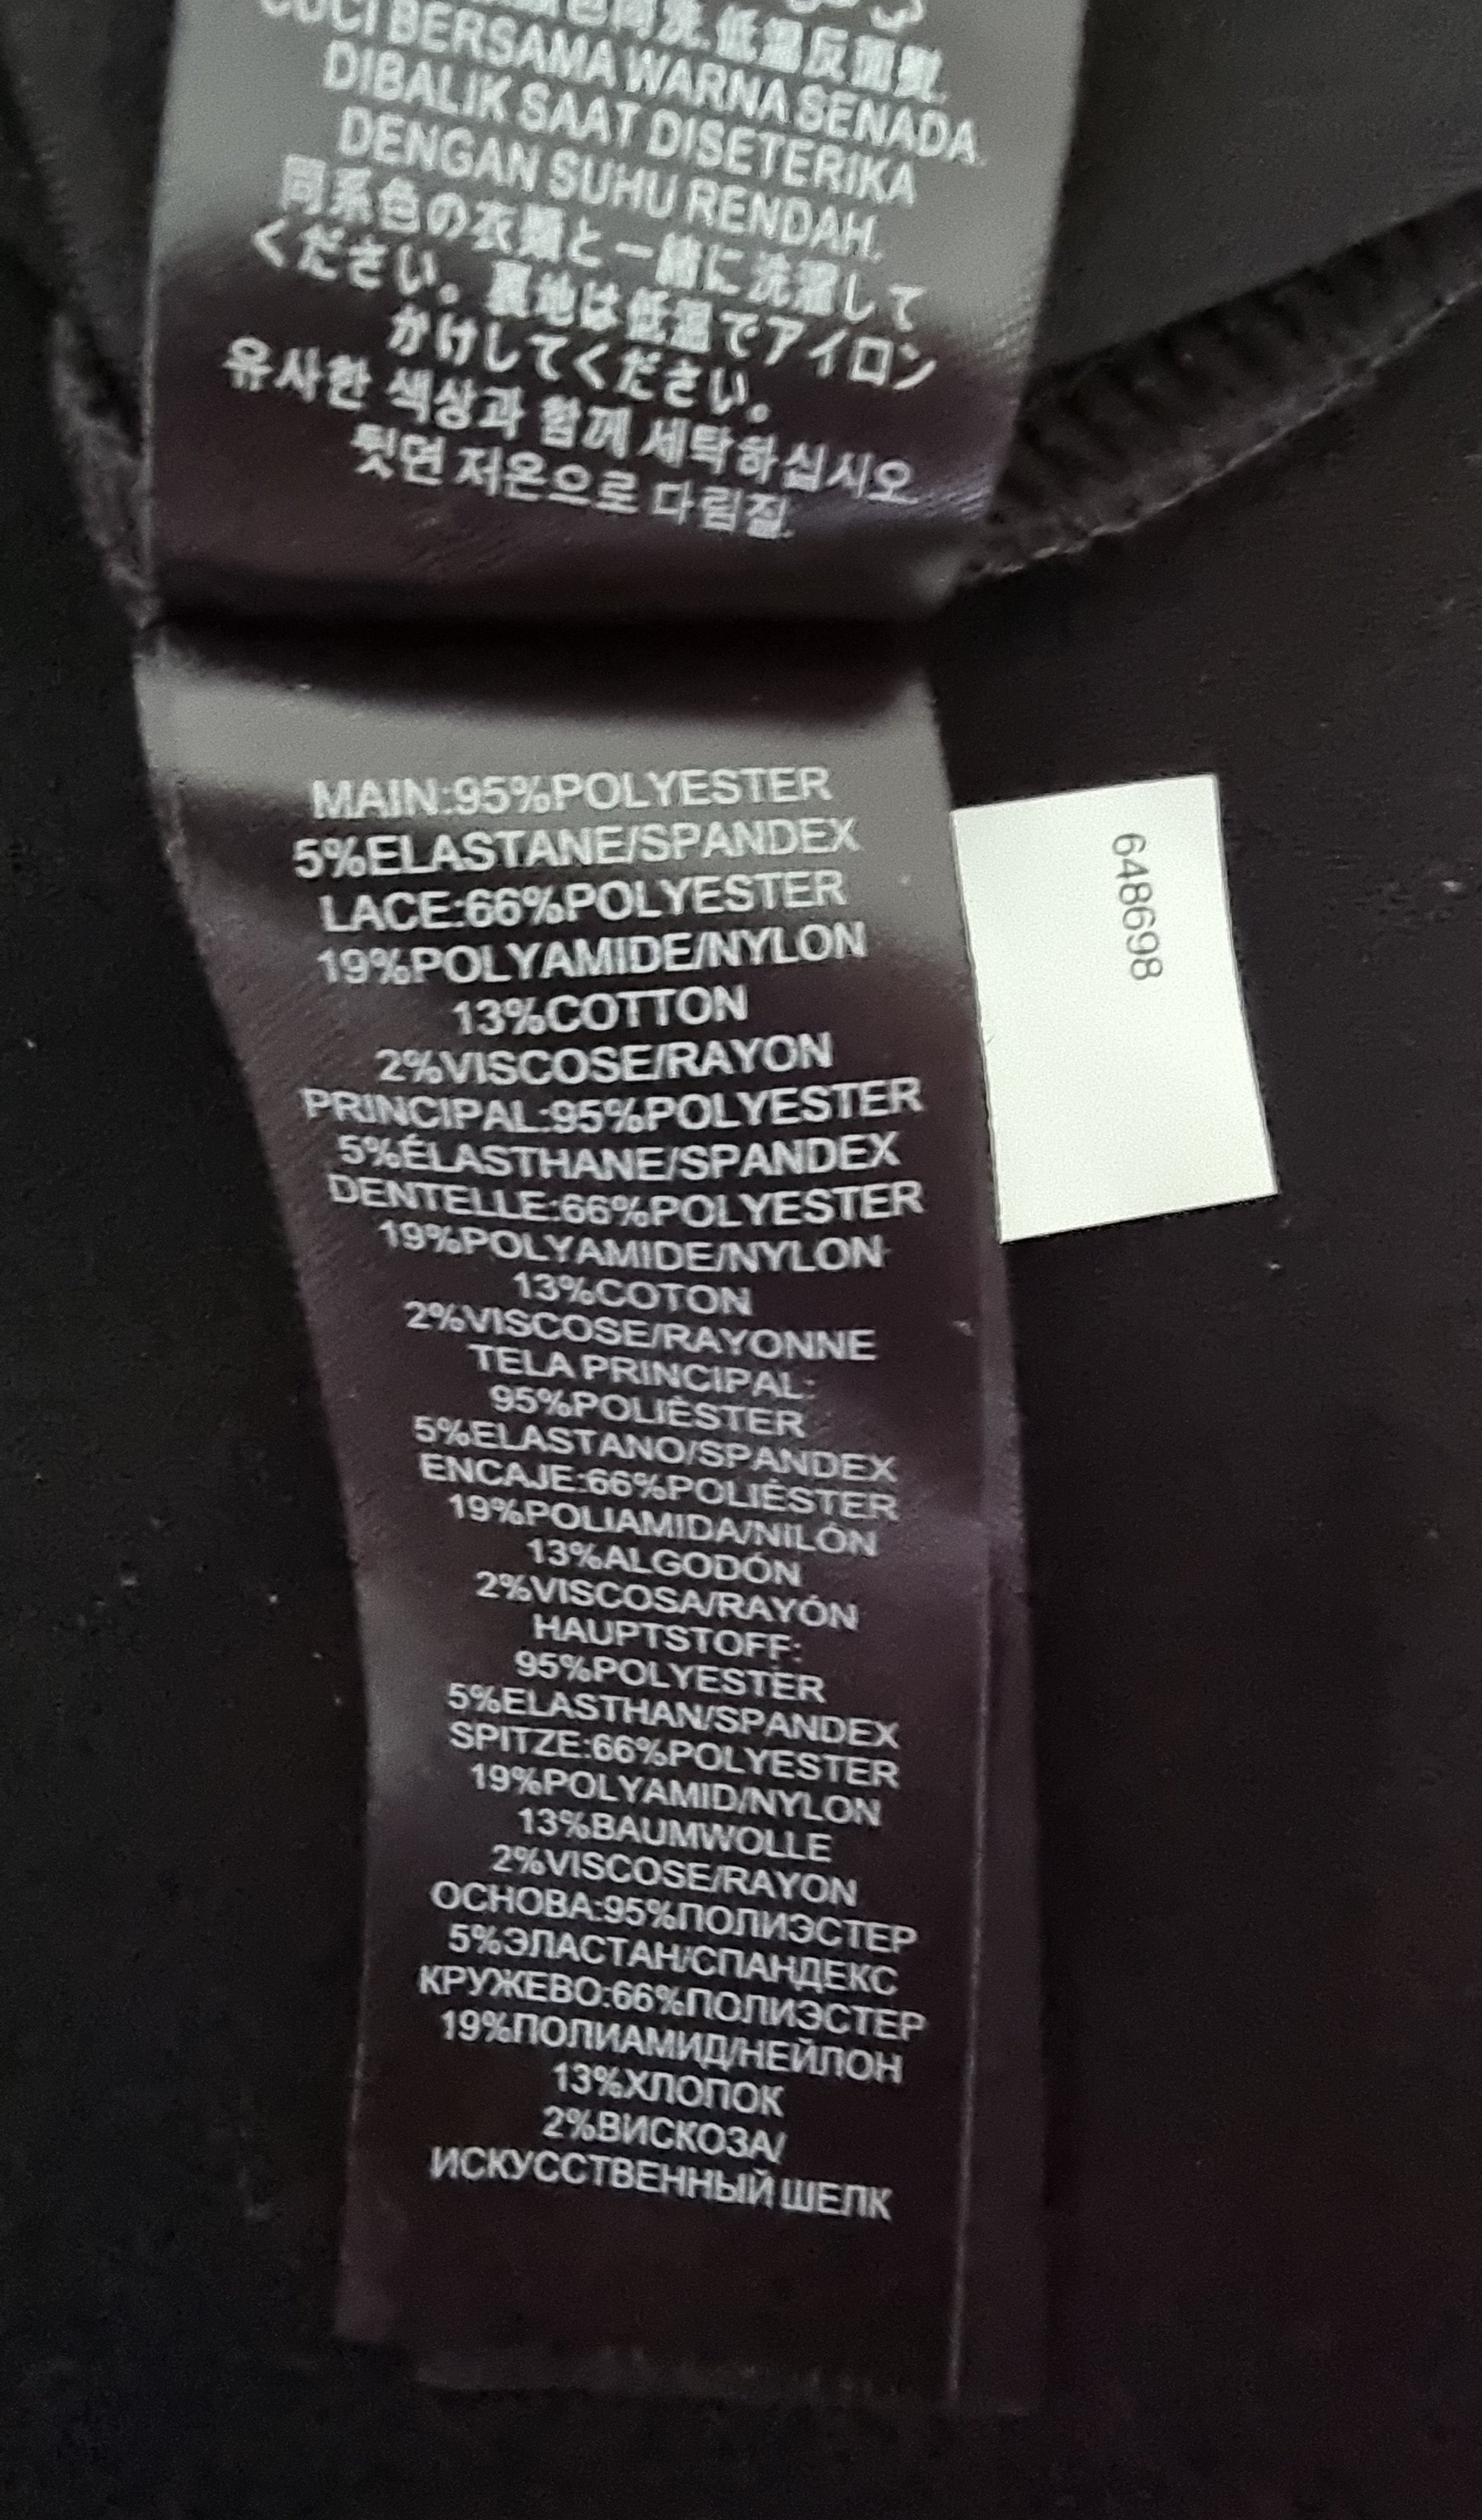 色同洗.低溫反面熨.
CUCI BERSAMA WARNA SENADA.
DIBALIK SAAT DISETERIKA
DENGAN SUHU RENDAH.
同系色の衣類と一緒に洗濯して
ください。裏地は低温でアイロン
かけしてください。
유사한 색상과 함께 세탁하십시오
뒷면 저온으로 다림질.
MAIN:95%POLYESTER
5%ELASTANE/SPANDEX
LACE:66%POLYESTER
19%POLYAMIDE/NYLON
13%COTTON
2%VISCOSE/RAYON
PRINCIPAL:95%POLYESTER
5%ÉLASTHANE/SPANDEX
DENTELLE:66%POLYESTER
19%POLYAMIDE/NYLON
13%COTON
2%VISCOSE/RAYONNE
TELA PRINCIPAL:
95%POLIÉSTER
5%ELASTANO/SPANDEX
ENCAJE:66%POLIÉSTER
19%POLIAMIDA/NILÓN
13%ALGODÓN
2%VISCOSA/RAYÓN
HAUPTSTOFF:
95%POLYESTER
5%ELASTHAN/SPANDEX
SPITZE:66%POLYESTER
19%POLYAMID/NYLON
13%BAUMWOLLE
2%VISCOSE/RAYON
ОСНОВА:95%ПОЛИЭСТЕР
5%ЭЛАСТАН/СПАНДЕКС
КРУЖЕВО:66%ПОЛИЭСТЕР
19%ПОЛИАМИД/НЕЙЛОН
13%ХЛОПОК
2%ВИСКОЗА/
ИСКУССТВЕННЫЙ ШЕЛК
648698